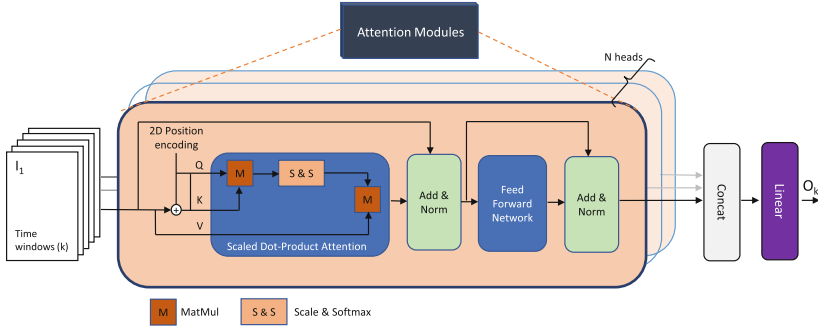 Attention Modules
N heads
I1
Time
windows (k)
2D Position
encoding
Q
K
V
M
S & S
M
Scaled Dot-Product Attention
Add &
Norm
Feed
Forward
Network
Add &
Norm
Concat
Linear
Ok
M
MatMul
S & S
Scale & Softmax